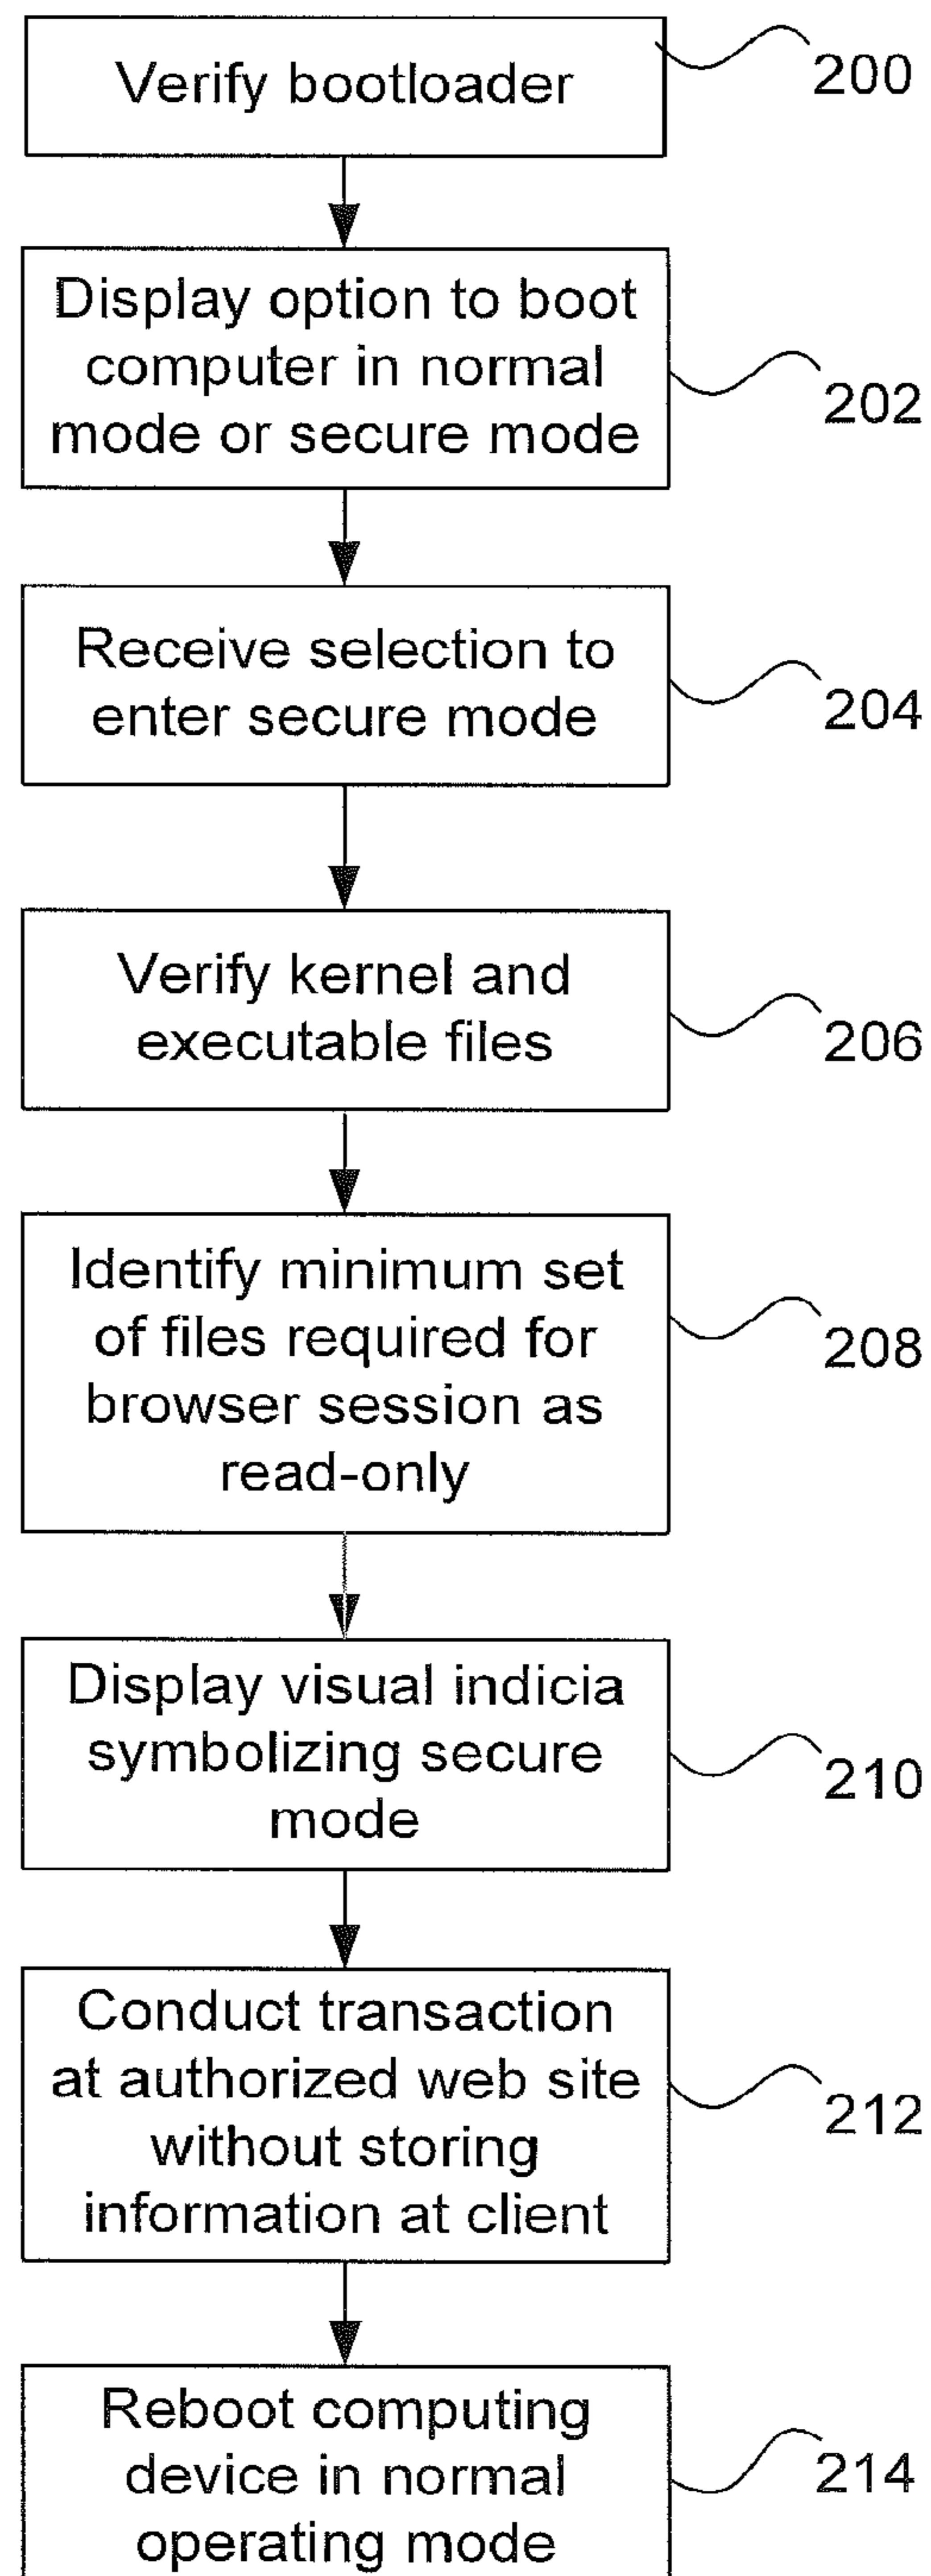 Verify bootloader
200
Display option to boot
computer in normal
mode or secure mode
202
Receive selection to
enter secure mode
204
Verify kernel and
executable files
206
Identify minimum set
of files required for
browser session as
read-only
208
Display visual indicia
symbolizing secure
mode
210
Conduct transaction
at authorized web site
without storing
information at client
212
Reboot computing
device in normal
operating mode
214